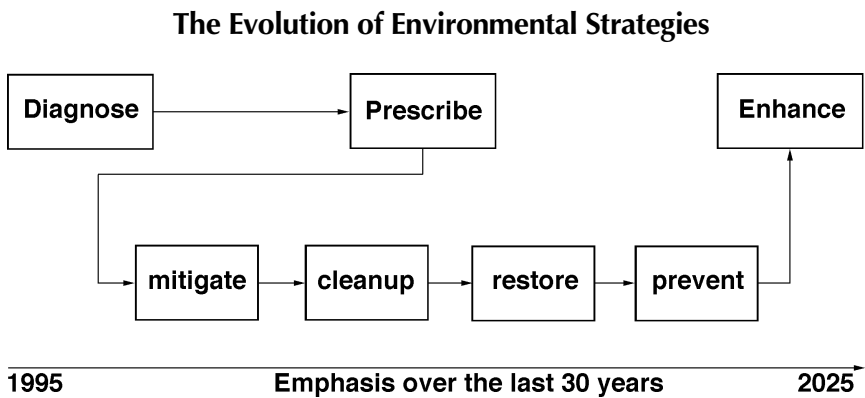 The Evolution of Environmental Strategies
Diagnose
Prescribe
Enhance
mitigate
cleanup
restore
prevent
1995
Emphasis over the last 30 years
2025